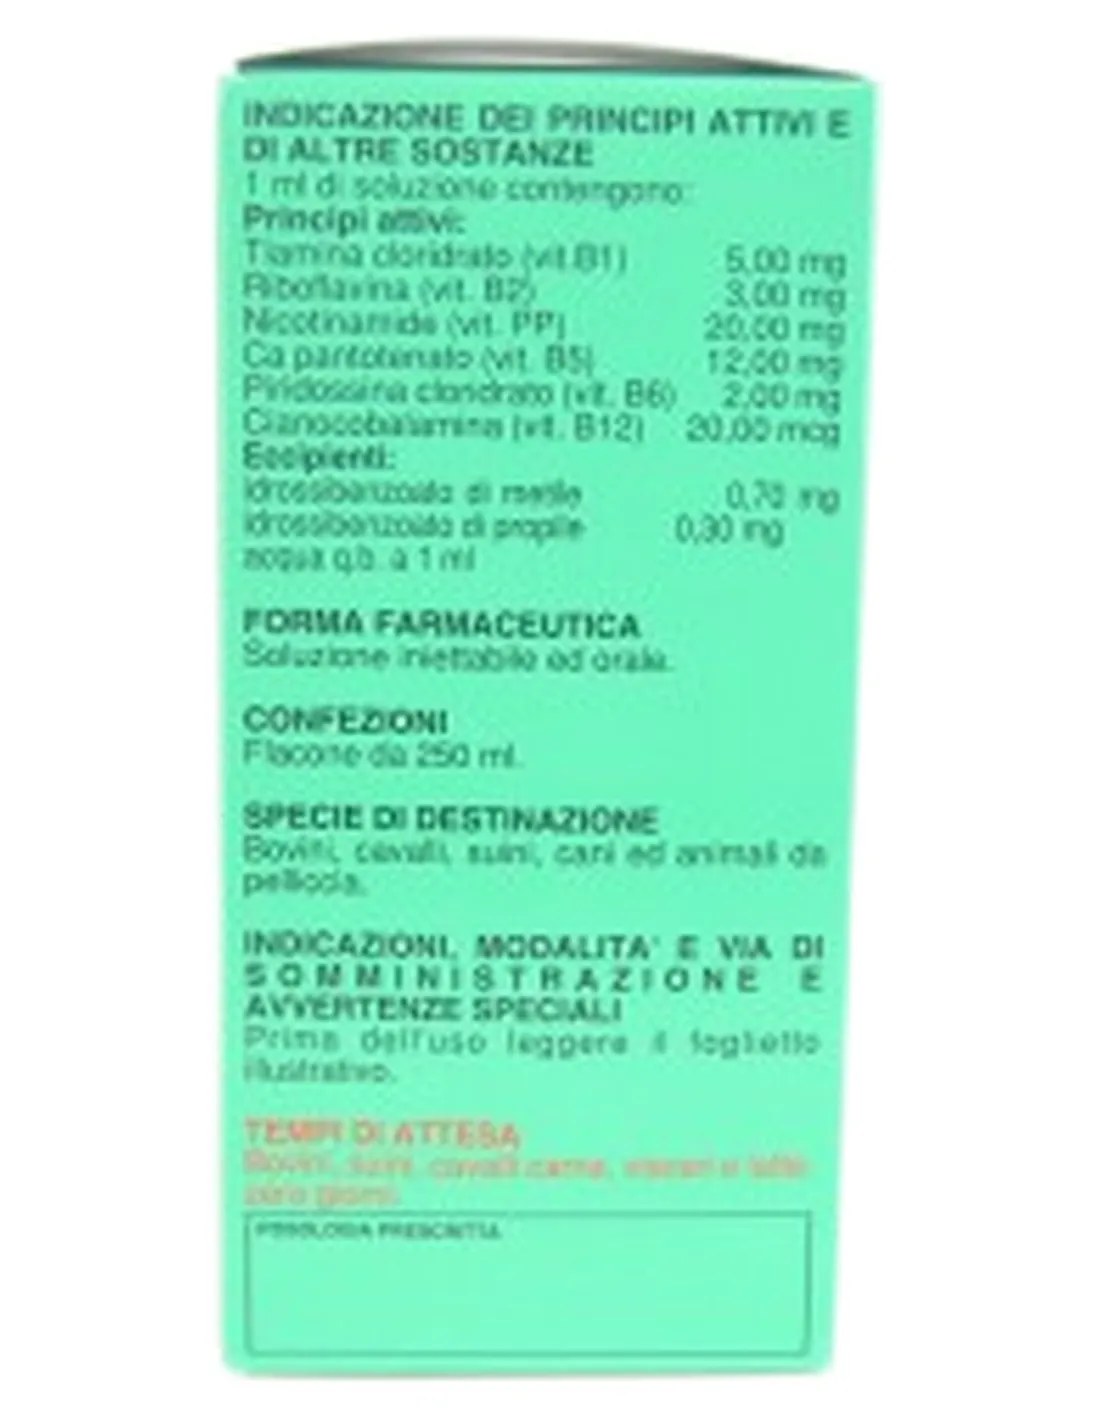 INDICAZIONE DEI PRINCIPI ATTIVI E
DI ALTRE SOSTANZE
1 ml di soluzione contengono:
Principi attivi:
Tiamina cloridrato (vit.B1) 5,00 mg
Riboflavina (vit. B2) 3,00 mg
Nicotinamide (vit. PP) 20,00 mg
Ca pantotenato (vit. B5) 12,00 mg
Piridossina cloridrato (vit. B6) 2,00 mg
Cianocobalamina (vit. B12) 20,00 mcg
Eccipienti:
Idrossibenzoato di metile 0,70 mg
Idrossibenzoato di propile 0,30 mg
acqua q.b. a 1 ml
FORMA FARMACEUTICA
Soluzione iniettabile ed orale.
CONFEZIONI
Flacone da 250 ml.
SPECIE DI DESTINAZIONE
Bovini, cavalli, suini, cani ed animali da
pelliccia.
INDICAZIONI, MODALITA' E VIA DI
SOMMINISTRAZIONE E
AVVERTENZE SPECIALI
Prima dell'uso leggere il foglietto
illustrativo.
TEMPI DI ATTESA
Bovini, suini, cavalli: carne, visceri e latte
zero giorni.
POSOLOGIA PRESCRITTA